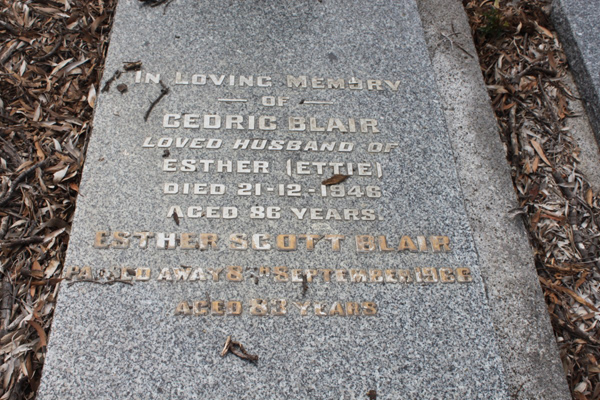 IN LOVING MEMORY
OF
CEDRIC BLAIR
LOVED HUSBAND OF
ESTHER (ETTIE)
DIED 21-12-1946
AGED 86 YEARS.
ESTHER SCOTT BLAIR
PASSED AWAY 8TH SEPTEMBER 1966
AGED 83 YEARS